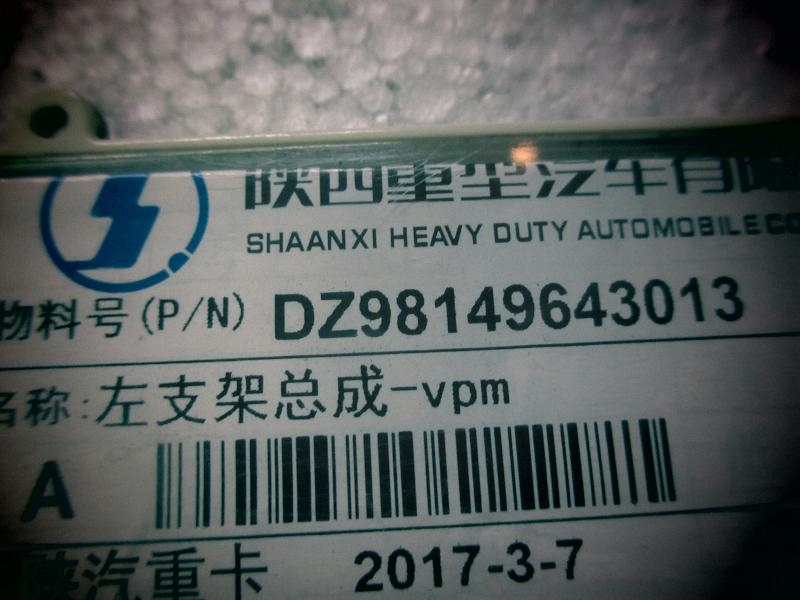 陕西重型汽车有限
SHAANXI HEAVY DUTY AUTOMOBILE CO
物料号(P/N) DZ98149643013
名称:左支架总成-vpm
A
陕汽重卡 2017-3-7